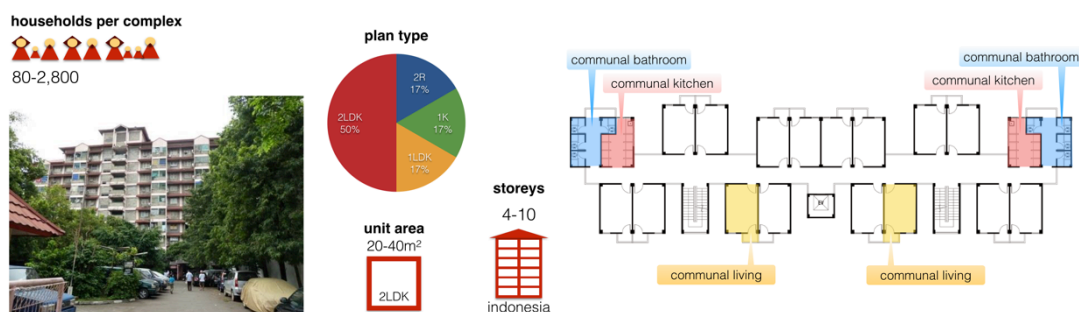 households per complex
80-2,800
plan type
2R
17%
1K
17%
1LDK
17%
2LDK
50%
unit area
20-40m²
2LDK
storeys
4-10
indonesia
communal bathroom
communal kitchen
communal bathroom
communal kitchen
communal living
communal living